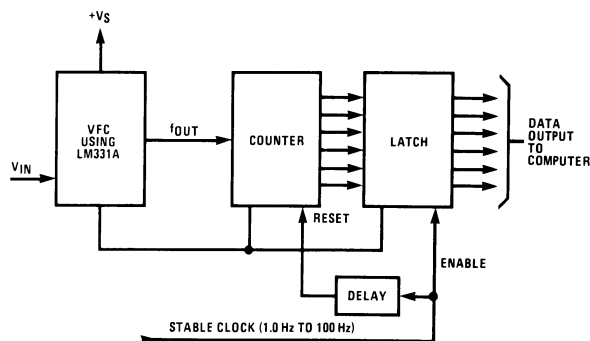 +VS
VFC
USING
LM331A
fOUT
COUNTER
LATCH
DATA
OUTPUT
TO
COMPUTER
VIN
RESET
ENABLE
DELAY
STABLE CLOCK (1.0 Hz TO 100 Hz)